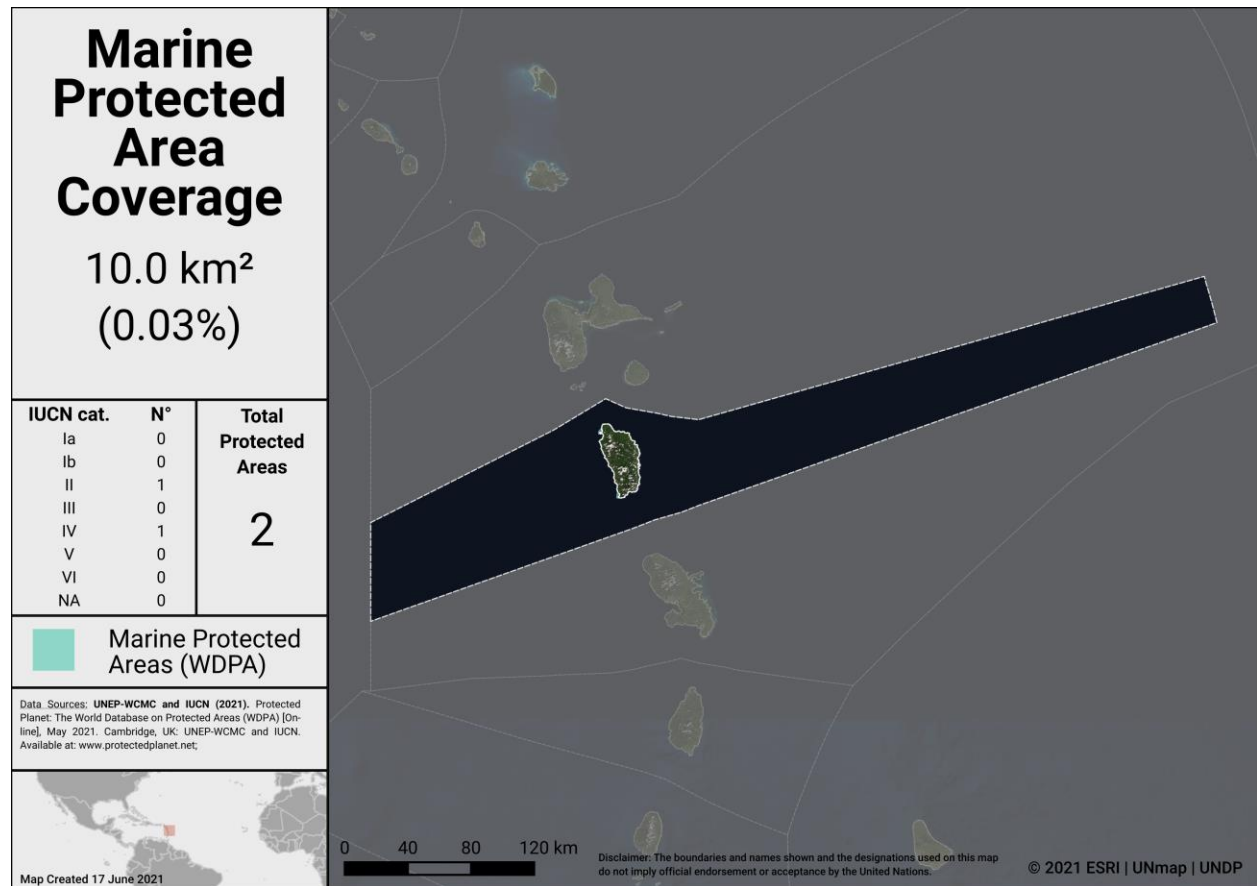 Marine
Protected
Area
Coverage
10.0 km²
(0.03%)
IUCN cat. N°
Ia 0
Ib 0
II 1
III 0
IV 1
V 0
VI 0
NA 0
Total
Protected
Areas
2
Marine Protected
Areas (WDPA)
Data Sources: UNEP-WCMC and IUCN (2021). Protected
Planet: The World Database on Protected Areas (WDPA) [On-
line], May 2021. Cambridge, UK: UNEP-WCMC and IUCN.
Available at: www.protectedplanet.net;
Map Created 17 June 2021
0 40 80 120 km
Disclaimer: The boundaries and names shown and the designations used on this map
do not imply official endorsement or acceptance by the United Nations.
© 2021 ESRI | UNmap | UNDP